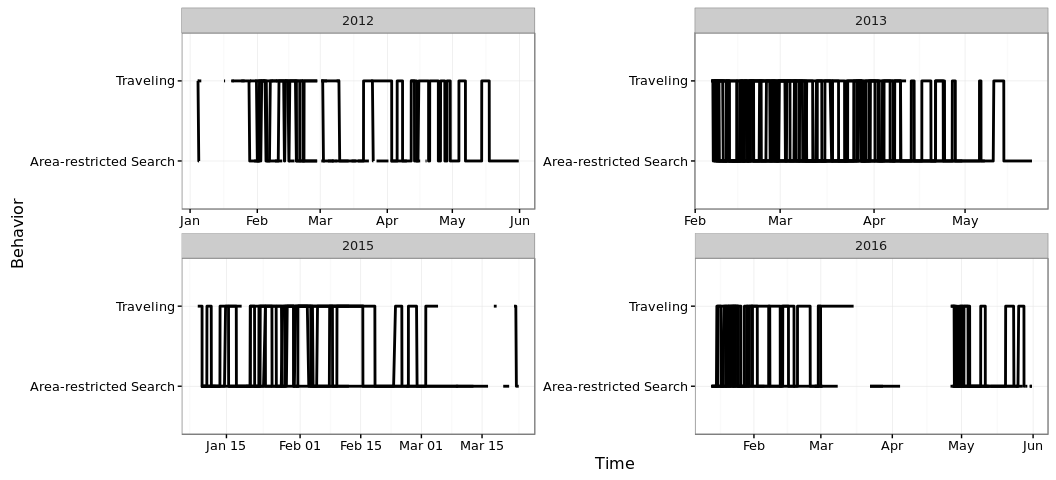 2012
2013
Traveling
Area-restricted Search
Traveling
Area-restricted Search
Jan Feb Mar Apr May Jun
Feb Mar Apr May
Behavior
2015
2016
Traveling
Area-restricted Search
Traveling
Area-restricted Search
Jan 15 Feb 01 Feb 15 Mar 01 Mar 15
Feb Mar Apr May Jun
Time